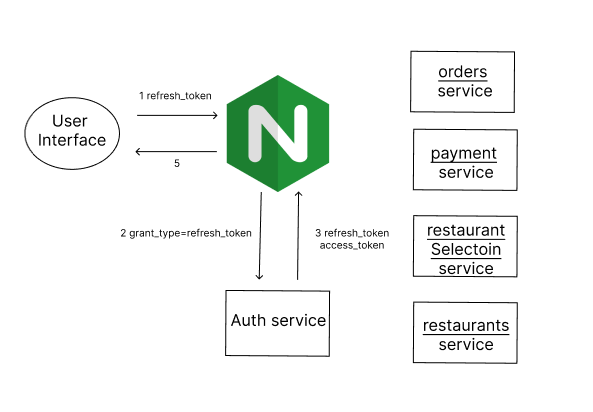 User
Interface
1 refresh_token
5
N
2 grant_type=refresh_token
3 refresh_token
access_token
Auth service
orders
service
payment
service
restaurant
Selectoin
service
restaurants
service